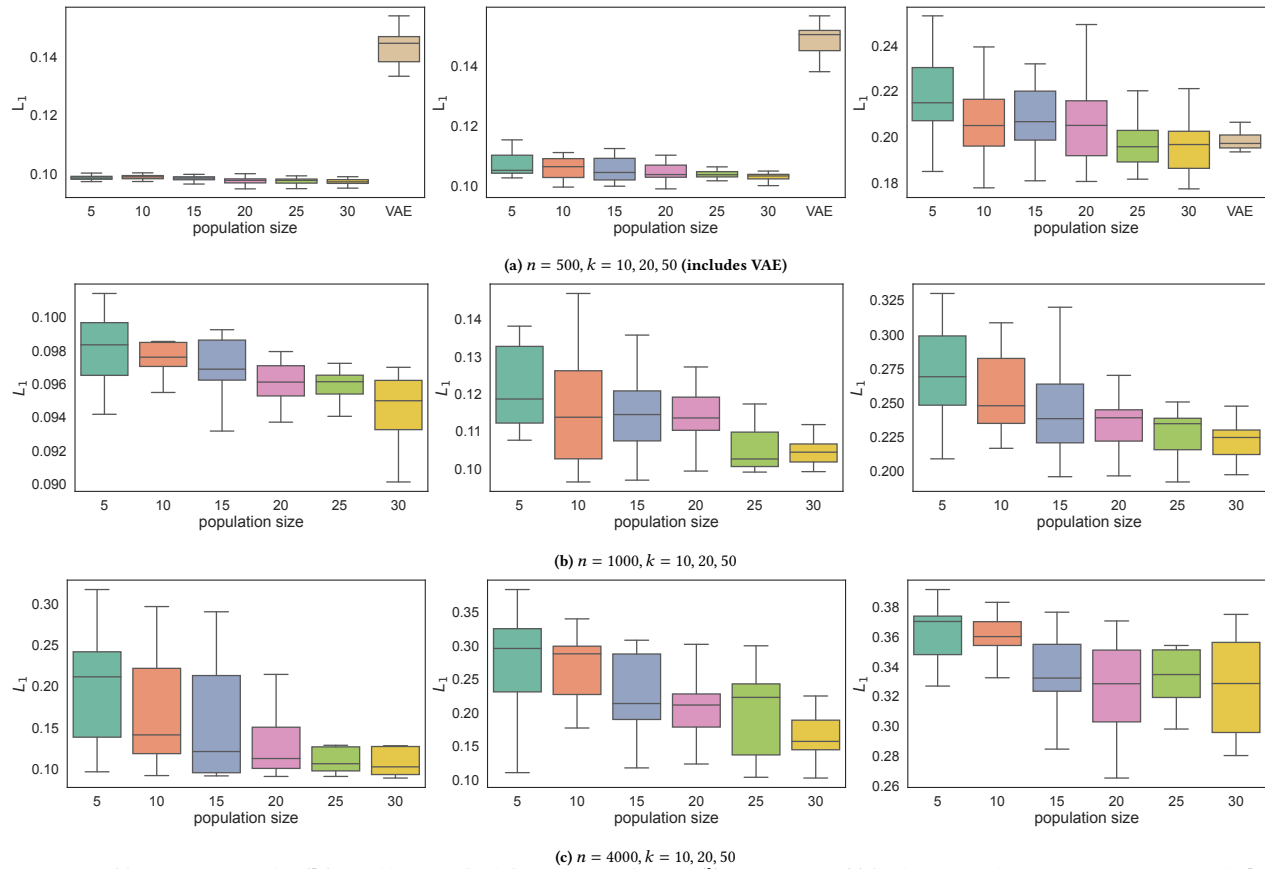 0.14
0.12
0.10
L₁
5 10 15 20 25 30 VAE
population size
0.14
0.12
0.10
L₁
5 10 15 20 25 30 VAE
population size
0.24
0.22
0.20
0.18
L₁
5 10 15 20 25 30 VAE
population size
(a) n = 500, k = 10, 20, 50 (includes VAE)
0.100
0.098
0.096
0.094
0.092
0.090
L₁
5 10 15 20 25 30
population size
0.14
0.13
0.12
0.11
0.10
L₁
5 10 15 20 25 30
population size
0.325
0.300
0.275
0.250
0.225
0.200
L₁
5 10 15 20 25 30
population size
(b) n = 1000, k = 10, 20, 50
0.30
0.25
0.20
0.15
0.10
L₁
5 10 15 20 25 30
population size
0.35
0.30
0.25
0.20
0.15
0.10
L₁
5 10 15 20 25 30
population size
0.38
0.36
0.34
0.32
0.30
0.28
0.26
L₁
5 10 15 20 25 30
population size
(c) n = 4000, k = 10, 20, 50